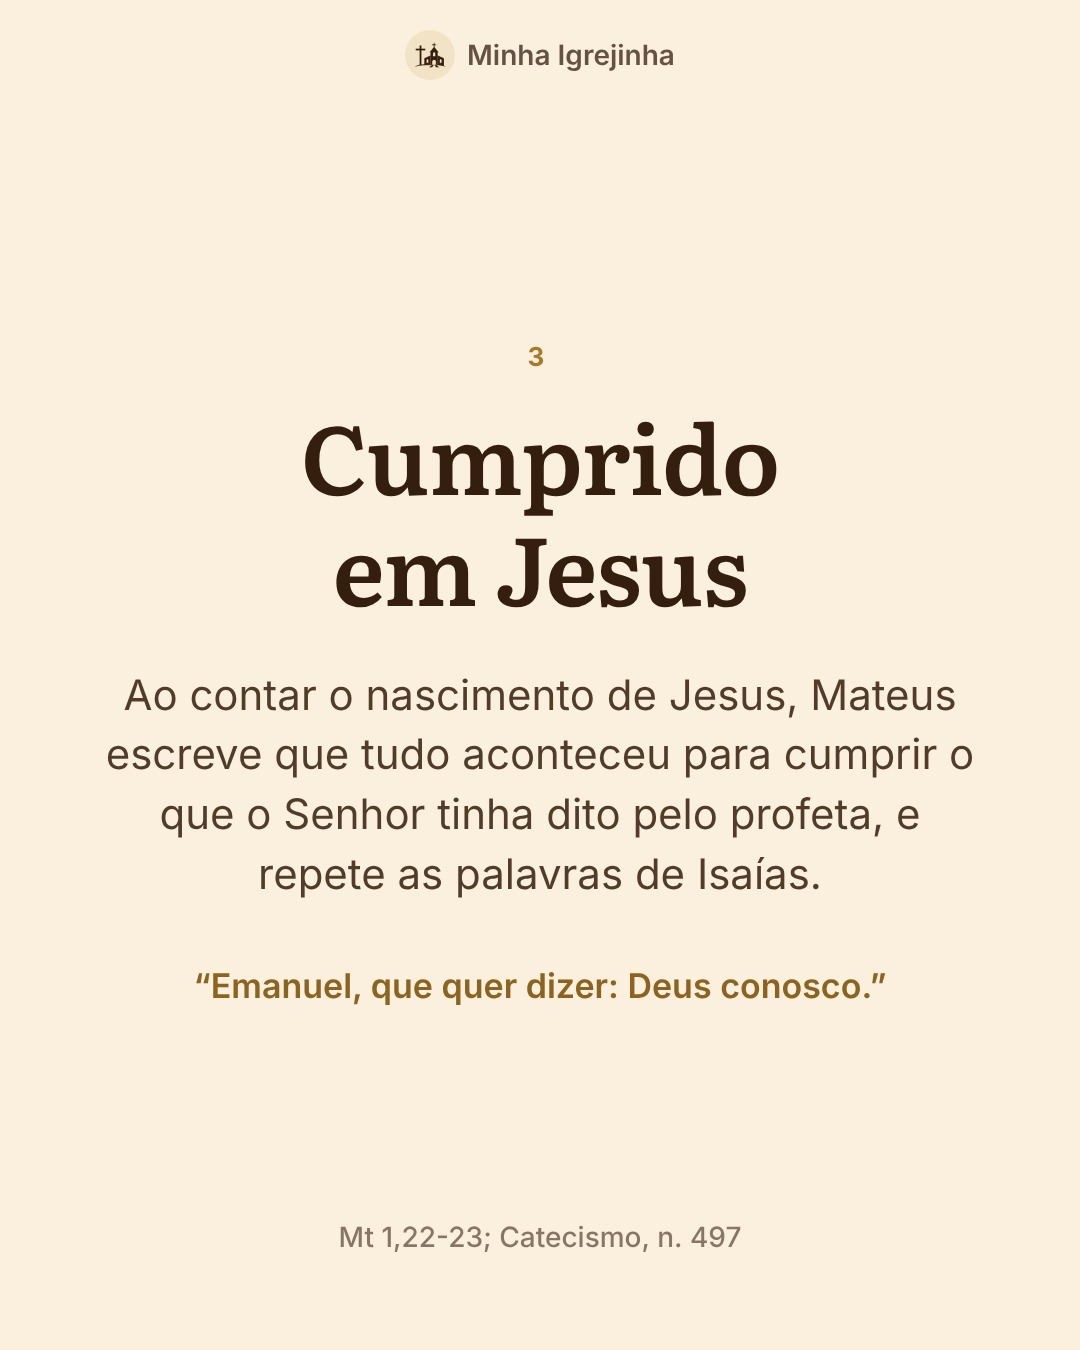 Minha Igrejinha
3
Cumprido
em Jesus
Ao contar o nascimento de Jesus, Mateus
escreve que tudo aconteceu para cumprir o
que o Senhor tinha dito pelo profeta, e
repete as palavras de Isaías.
“Emanuel, que quer dizer: Deus conosco.”
Mt 1,22-23; Catecismo, n. 497